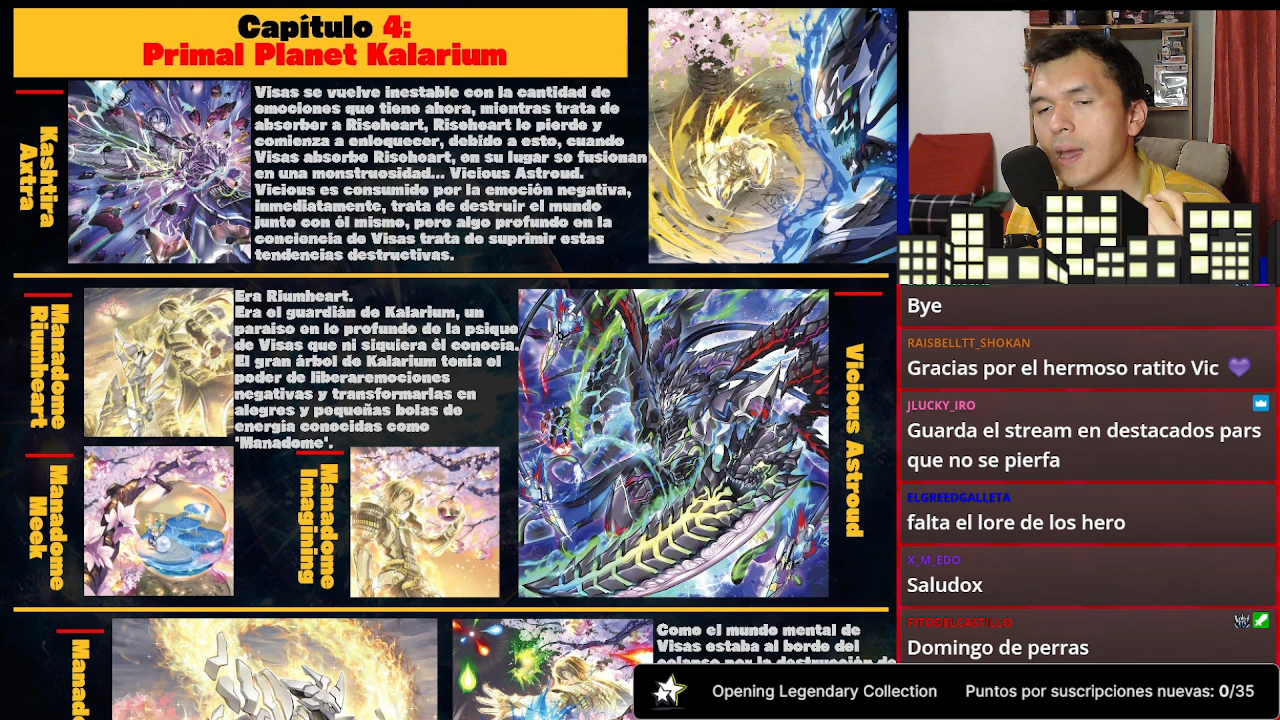 Capítulo 4:
Primal Planet Kalarium
Kashtira
Axtra
Visas se vuelve inestable con la cantidad de
emociones que tiene ahora, mientras trata de
absorber a Riseheart, Riseheart lo pierde y
comienza a enloquecer, debido a esto, cuando
Visas absorbe Riseheart, en su lugar se fusionan
en una monstruosidad... Vicious Astroud.
Vicious es consumido por la emoción negativa,
inmediatamente, trata de destruir el mundo
junto con él mismo, pero algo profundo en la
conciencia de Visas trata de suprimir estas
tendencias destructivas.
Manadome
Riumheart
Era Riumheart.
Era el guardián de Kalarium, un
paraíso en lo profundo de la psique
de Visas que ni siquiera él conocía.
El gran árbol de Kalarium tenía el
poder de liberaremociones
negativas y transformarlas en
alegres y pequeñas bolas de
energía conocidas como
'Manadome'.
Manadome
Meek
Manadome
Imagining
Vicious Astroud
Manado
Como el mundo mental de
Visas estaba al borde del
colapso por la destrucción de
Bye
RAISBELLTT_SHOKAN
Gracias por el hermoso ratito Vic 💜
JLUCKY_IRO
Guarda el stream en destacados pars
que no se pierfa
ELGREEDGALLETA
falta el lore de los hero
X_M_EDO
Saludox
FITODELCASTILLO
Domingo de perras
Opening Legendary Collection
Puntos por suscripciones nuevas: 0/35